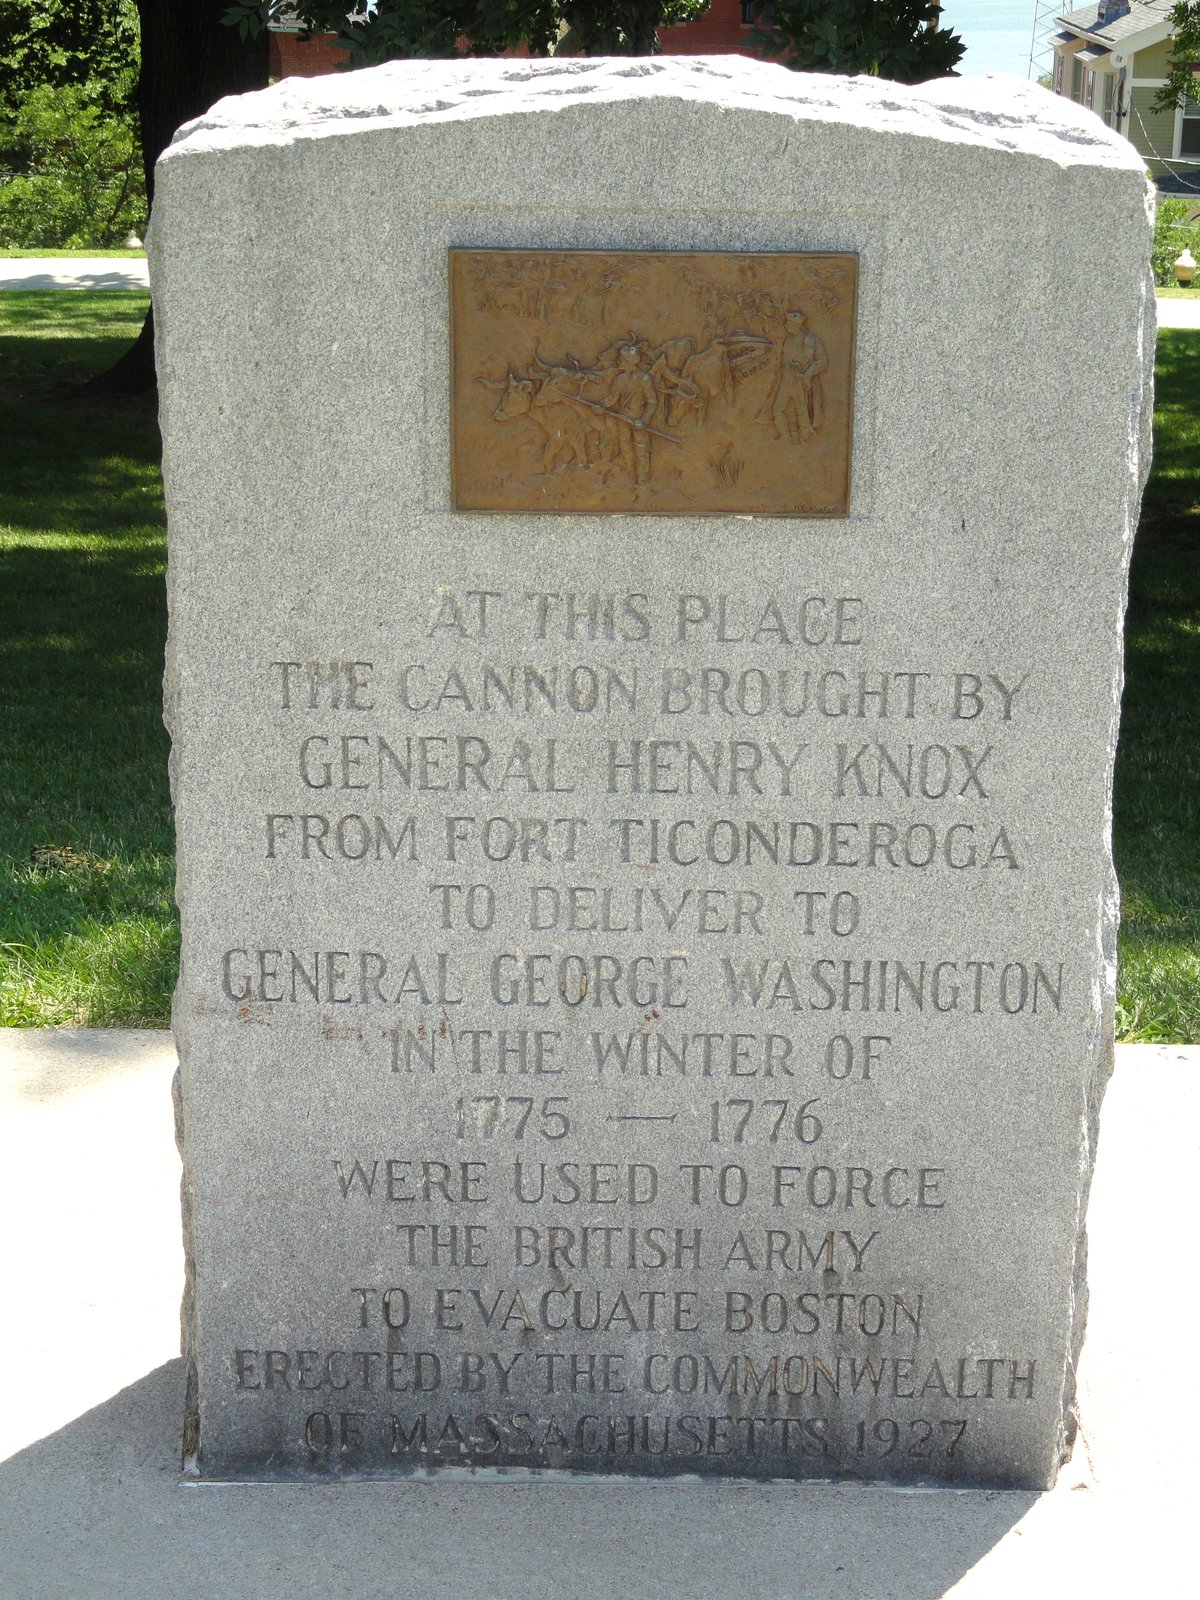 AT THIS PLACE
THE CANNON BROUGHT BY
GENERAL HENRY KNOX
FROM FORT TICONDEROGA
TO DELIVER TO
GENERAL GEORGE WASHINGTON
IN THE WINTER OF
1775 — 1776
WERE USED TO FORCE
THE BRITISH ARMY
TO EVACUATE BOSTON
ERECTED BY THE COMMONWEALTH
OF MASSACHUSETTS 1927